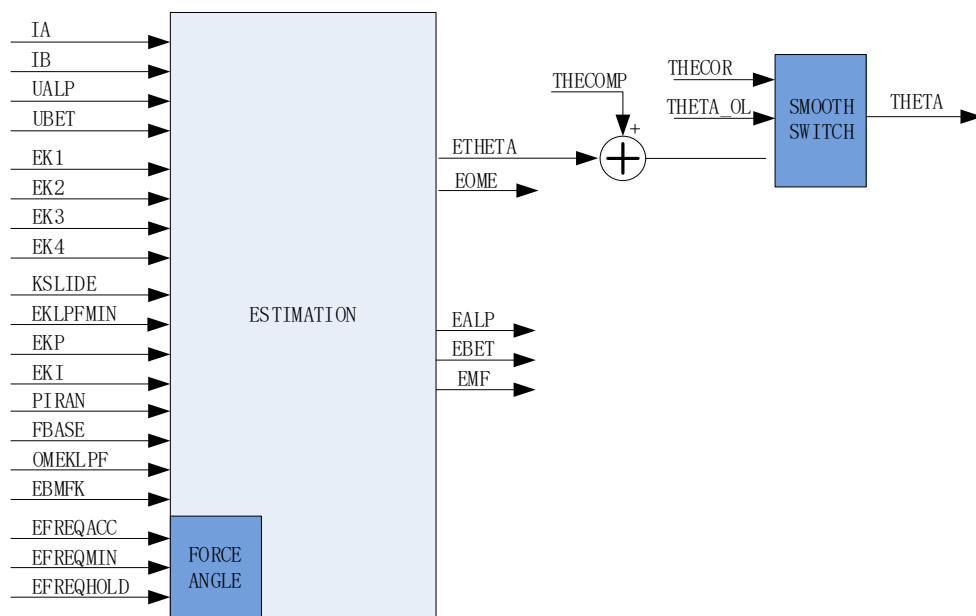 IA
IB
UALP
UBET
EK1
EK2
EK3
EK4
KSLIDE
EKLPFMIN
EKP
EKI
PIRAN
FBASE
OMEKLPF
EBMFK
EFREQACC
EFREQMIN
EFREQHOLD
FORCE
ANGLE
ESTIMATION
ETHETA
EOME
EALP
EBET
EMF
THECOMP
+
THECOR
THETA_OL
SMOOTH
SWITCH
THETA